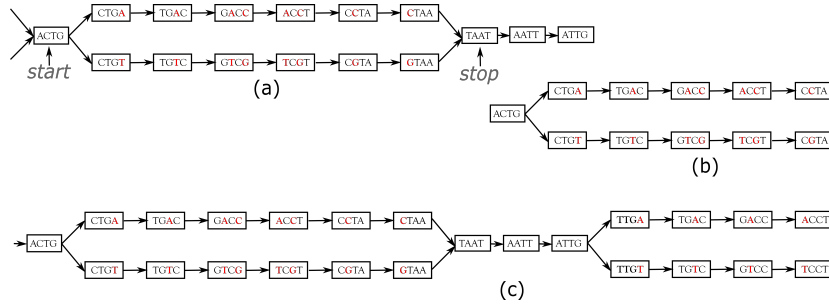 CTGA TGAC GACC ACCT CCTA CTAA
ACTG TAAT AATT ATTG
CTGT TGTC GTCG TCGT CGTA GTAA
start stop
(a)
CTGA TGAC GACC ACCT CCTA
ACTG
CTGT TGTC GTCG TCGT CGTA
(b)
CTGA TGAC GACC ACCT CCTA CTAA TTGA TGAC GACC ACCT
ACTG TAAT AATT ATTG
CTGT TGTC GTCG TCGT CGTA GTAA TTGT TGTC GTCC TCCT
(c)